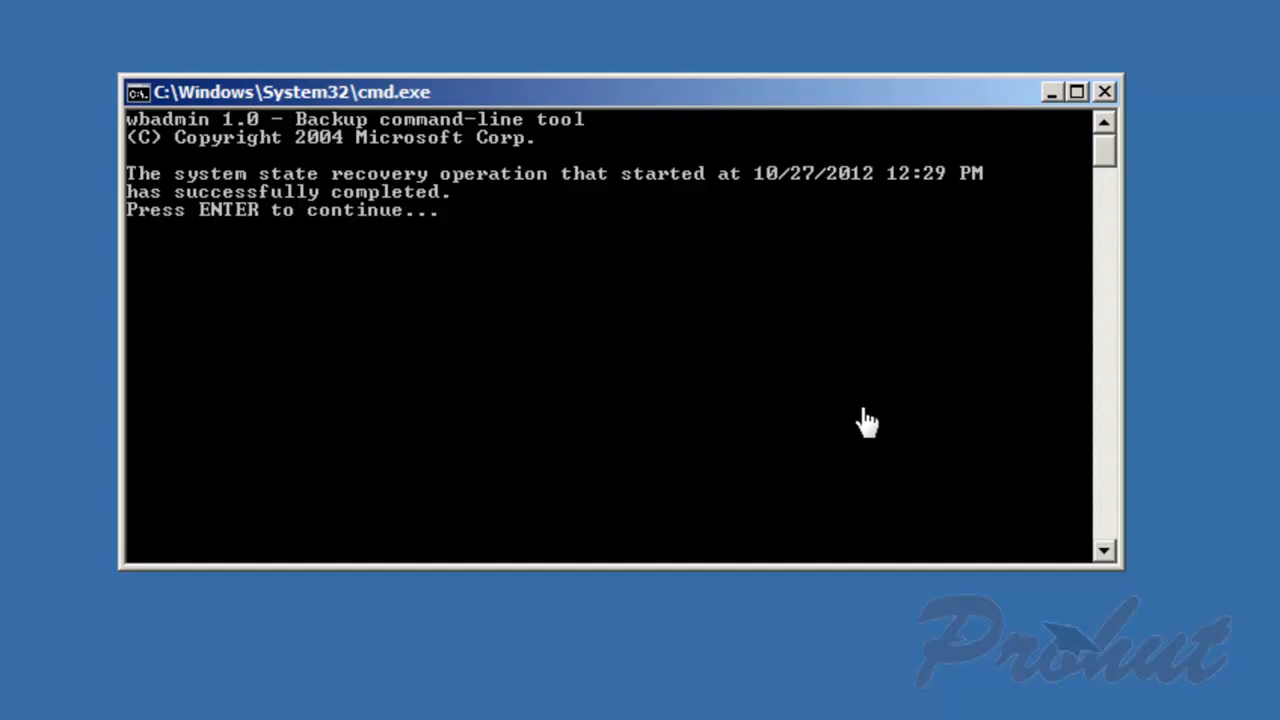 C:\Windows\System32\cmd.exe
wbadmin 1.0 - Backup command-line tool
(C) Copyright 2004 Microsoft Corp.
The system state recovery operation that started at 10/27/2012 12:29 PM
has successfully completed.
Press ENTER to continue...
Prohut